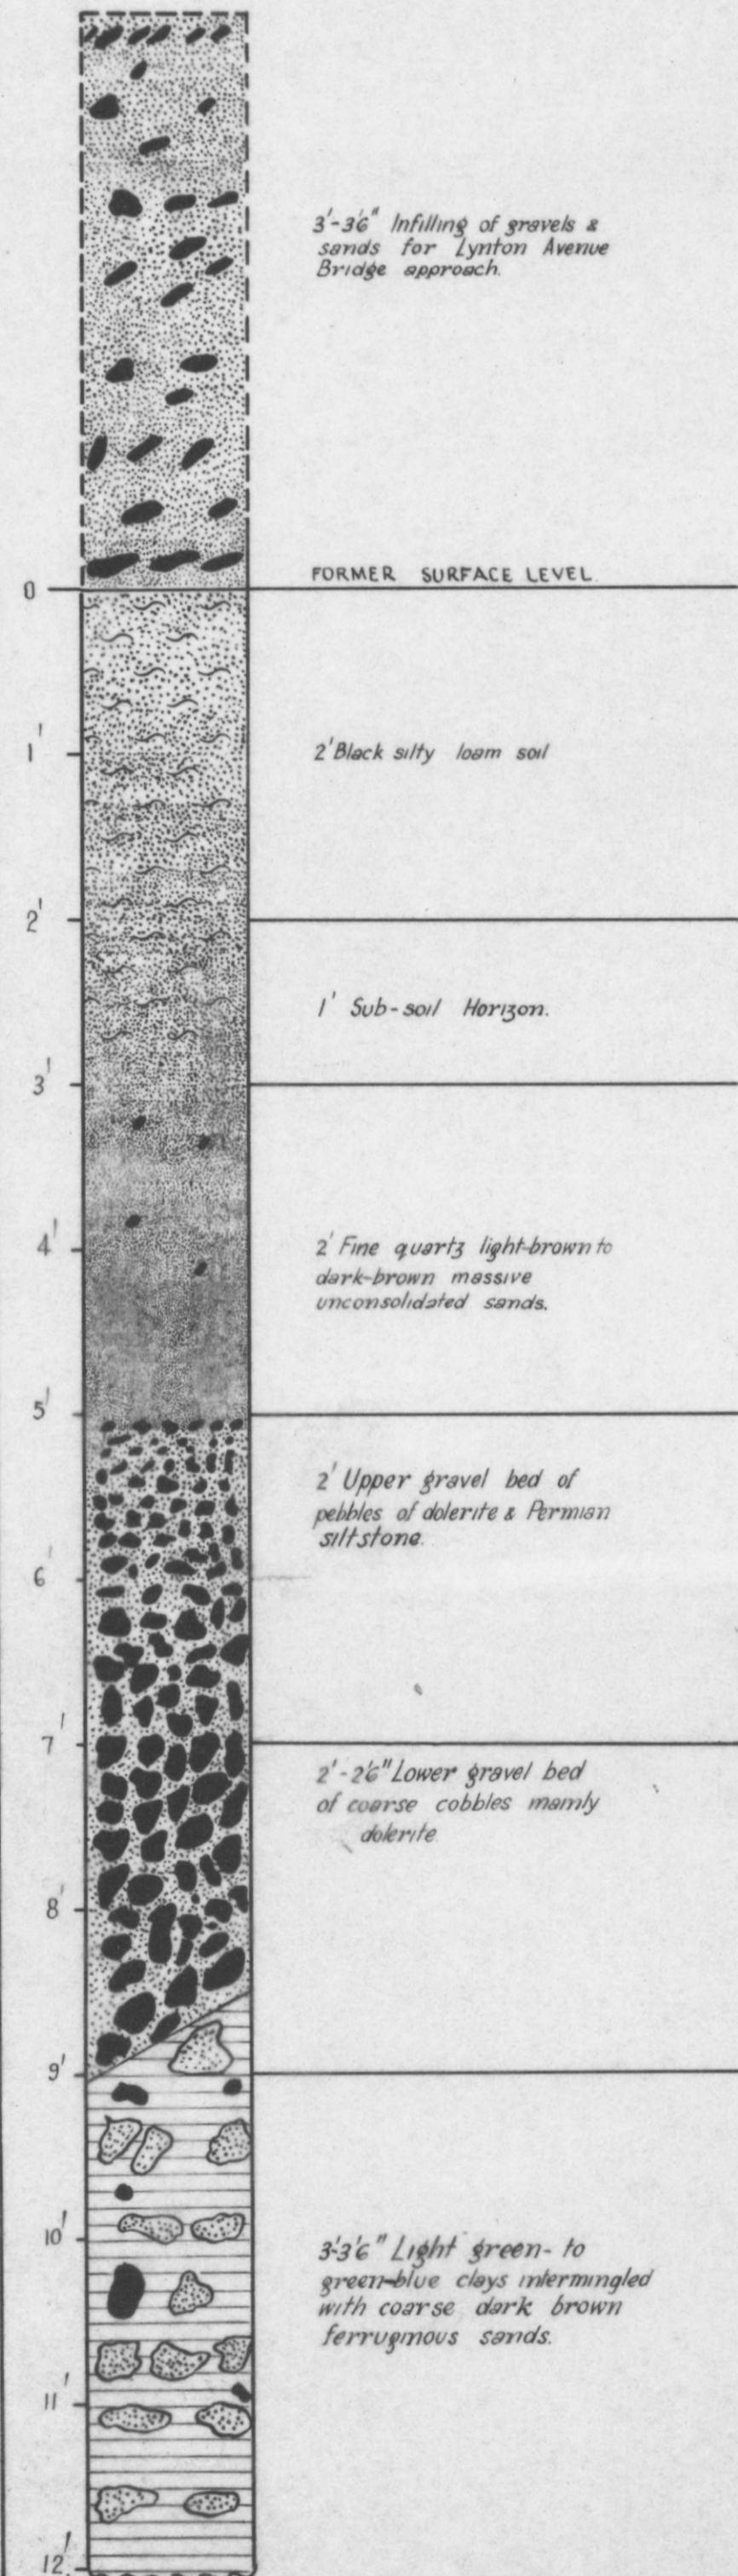 3'-3'6" Infilling of gravels &
sands for Lynton Avenue
Bridge approach.
FORMER SURFACE LEVEL
0
1'
2' Black silty loam soil
2'
1' Sub-soil Horizon.
3'
4'
2' Fine quartz light-brown to
dark-brown massive
unconsolidated sands.
5'
2' Upper gravel bed of
pebbles of dolerite & Permian
siltstone.
6'
7'
2'-2'6" Lower gravel bed
of coarse cobbles mainly
dolerite
8'
9'
10'
3'-3'6" Light green- to
green-blue clays intermingled
with coarse dark brown
ferruginous sands.
11'
12'